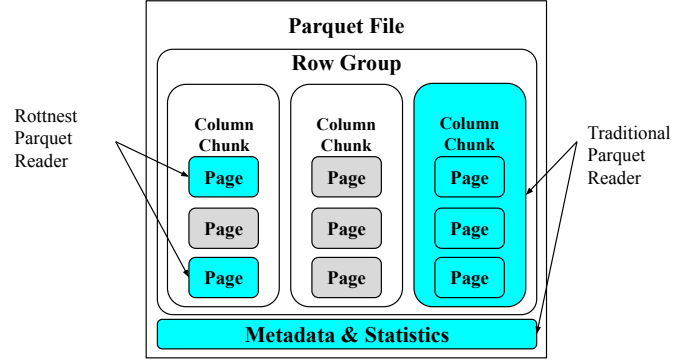 Parquet File
Row Group
Rottnest
Parquet
Reader
Column
Chunk
Page
Page
Page
Column
Chunk
Page
Page
Page
Column
Chunk
Page
Page
Page
Traditional
Parquet
Reader
Metadata & Statistics